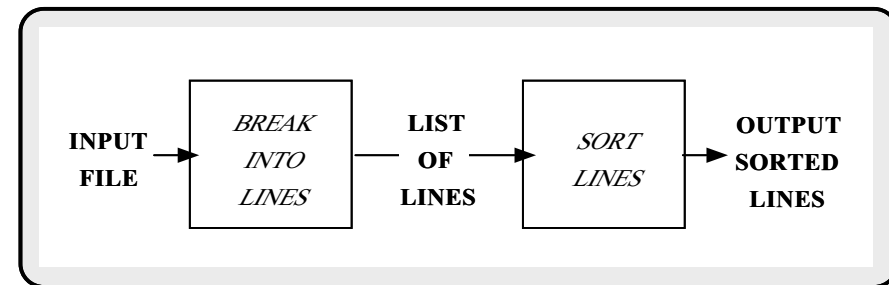 INPUT
FILE
BREAK
INTO
LINES
LIST
OF
LINES
SORT
LINES
OUTPUT
SORTED
LINES